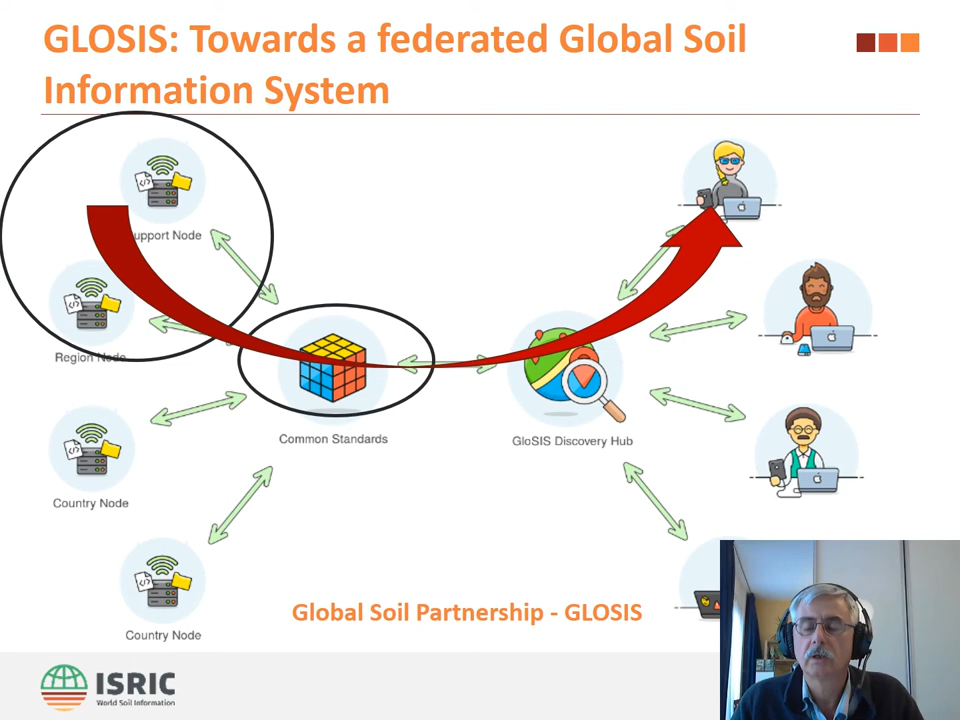 GLOSIS: Towards a federated Global Soil
Information System
upport Node
Region Node
Common Standards
GloSIS Discovery Hub
Country Node
Country Node
Global Soil Partnership - GLOSIS
ISRIC
World Soil Information